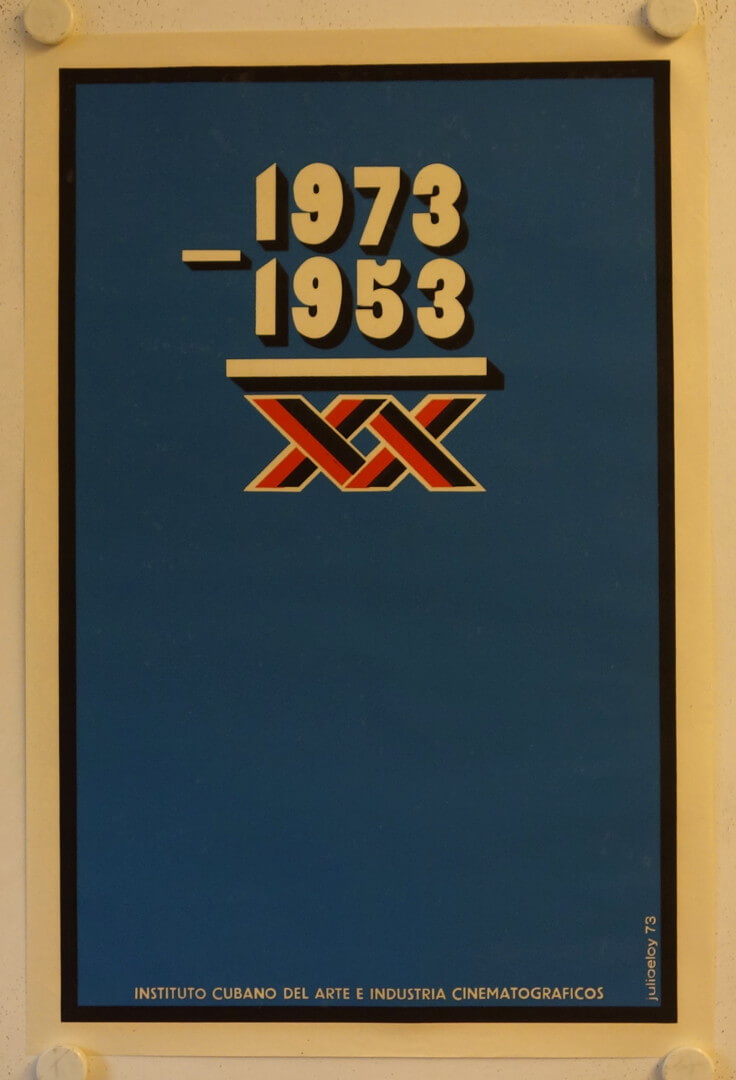 1973
– 1953
XX
INSTITUTO CUBANO DEL ARTE E INDUSTRIA CINEMATOGRAFICOS
julioeloy 73